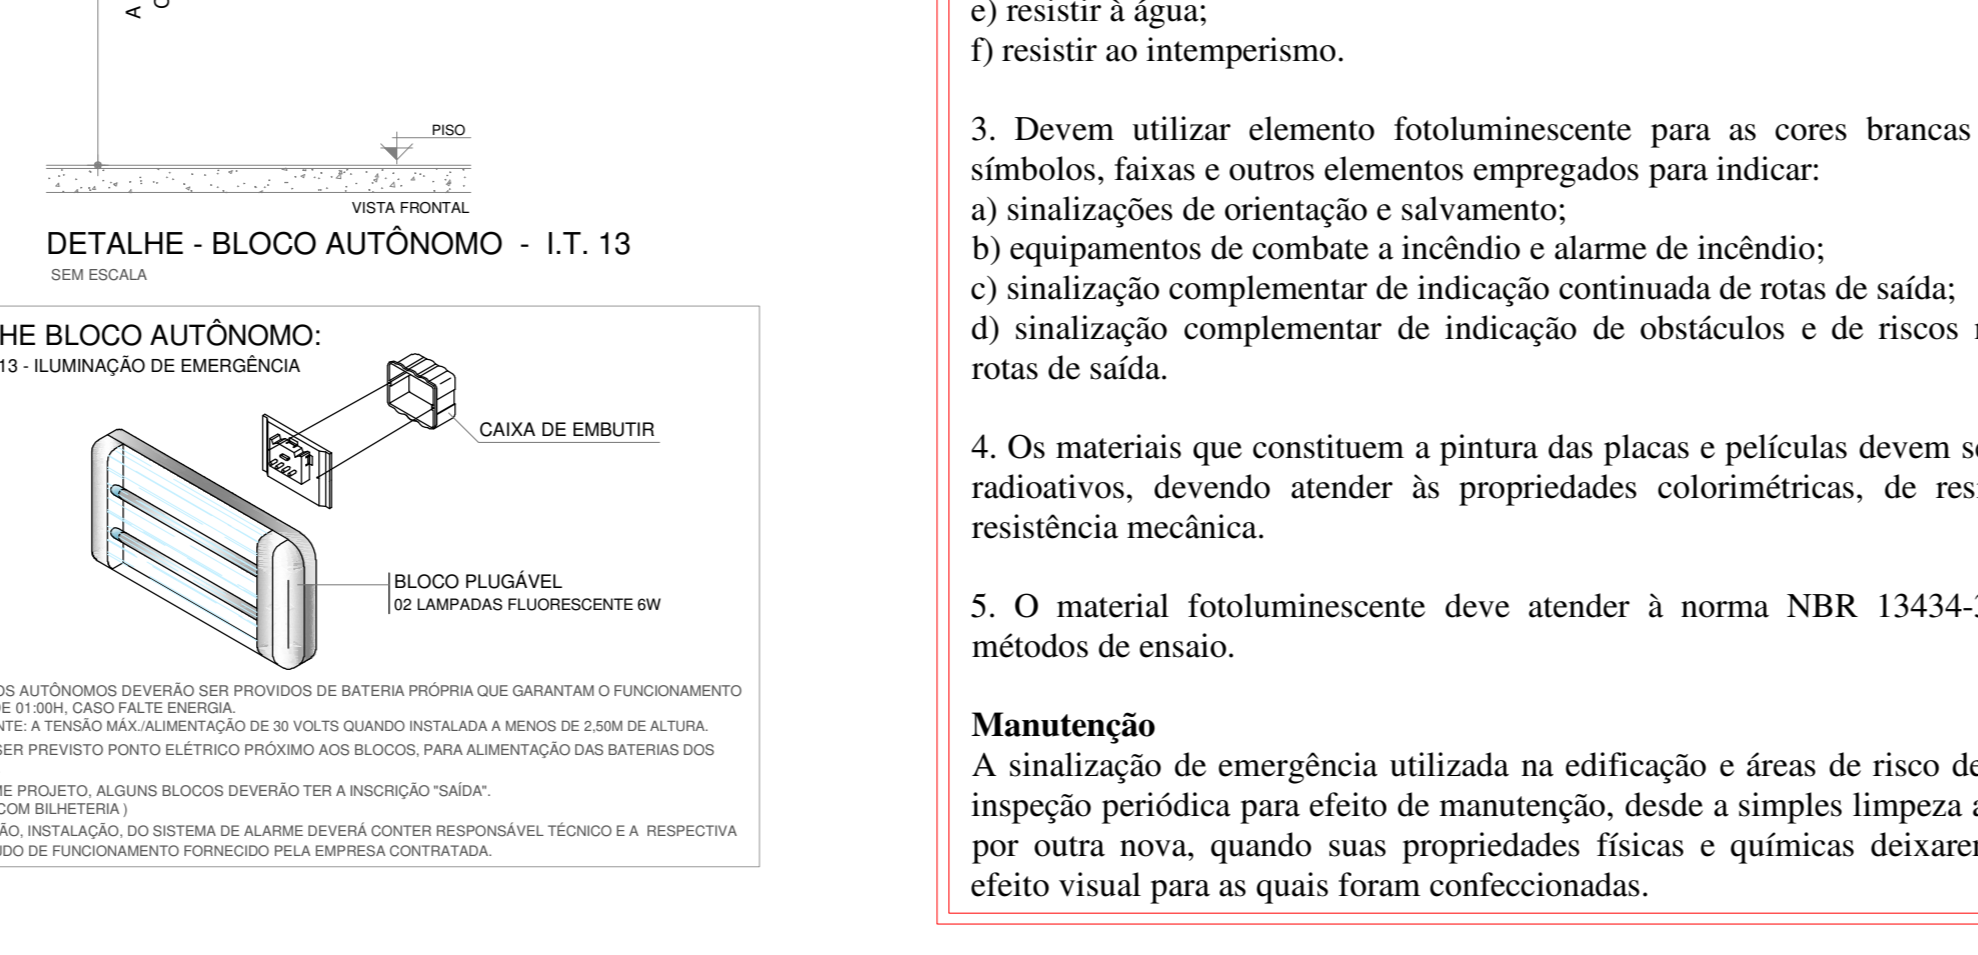 A
PISO
VISTA FRONTAL
DETALHE - BLOCO AUTÔNOMO - I.T. 13
SEM ESCALA
HE BLOCO AUTÔNOMO:
13 - ILUMINAÇÃO DE EMERGÊNCIA
CAIXA DE EMBUTIR
BLOCO PLUGÁVEL
02 LAMPADAS FLUORESCENTE 6W
OS AUTÔNOMOS DEVERÃO SER PROVIDOS DE BATERIA PRÓPRIA QUE GARANTAM O FUNCIONAMENTO
DE 01:00H, CASO FALTE ENERGIA.
NTE: A TENSÃO MÁX./ALIMENTAÇÃO DE 30 VOLTS QUANDO INSTALADA A MENOS DE 2,50M DE ALTURA.
SER PREVISTO PONTO ELÉTRICO PRÓXIMO AOS BLOCOS, PARA ALIMENTAÇÃO DAS BATERIAS DOS
ME PROJETO, ALGUNS BLOCOS DEVERÃO TER A INSCRIÇÃO "SAÍDA".
COM BILHETERIA )
ÃO, INSTALAÇÃO, DO SISTEMA DE ALARME DEVERÁ CONTER RESPONSÁVEL TÉCNICO E A RESPECTIVA
UDO DE FUNCIONAMENTO FORNECIDO PELA EMPRESA CONTRATADA.
e) resistir à água;
f) resistir ao intemperismo.
3. Devem utilizar elemento fotoluminescente para as cores brancas
símbolos, faixas e outros elementos empregados para indicar:
a) sinalizações de orientação e salvamento;
b) equipamentos de combate a incêndio e alarme de incêndio;
c) sinalização complementar de indicação continuada de rotas de saída;
d) sinalização complementar de indicação de obstáculos e de riscos
rotas de saída.
4. Os materiais que constituem a pintura das placas e películas devem s
radioativos, devendo atender às propriedades colorimétricas, de resi
resistência mecânica.
5. O material fotoluminescente deve atender à norma NBR 13434-3
métodos de ensaio.
Manutenção
A sinalização de emergência utilizada na edificação e áreas de risco de
inspeção periódica para efeito de manutenção, desde a simples limpeza a
por outra nova, quando suas propriedades físicas e químicas deixare
efeito visual para as quais foram confeccionadas.